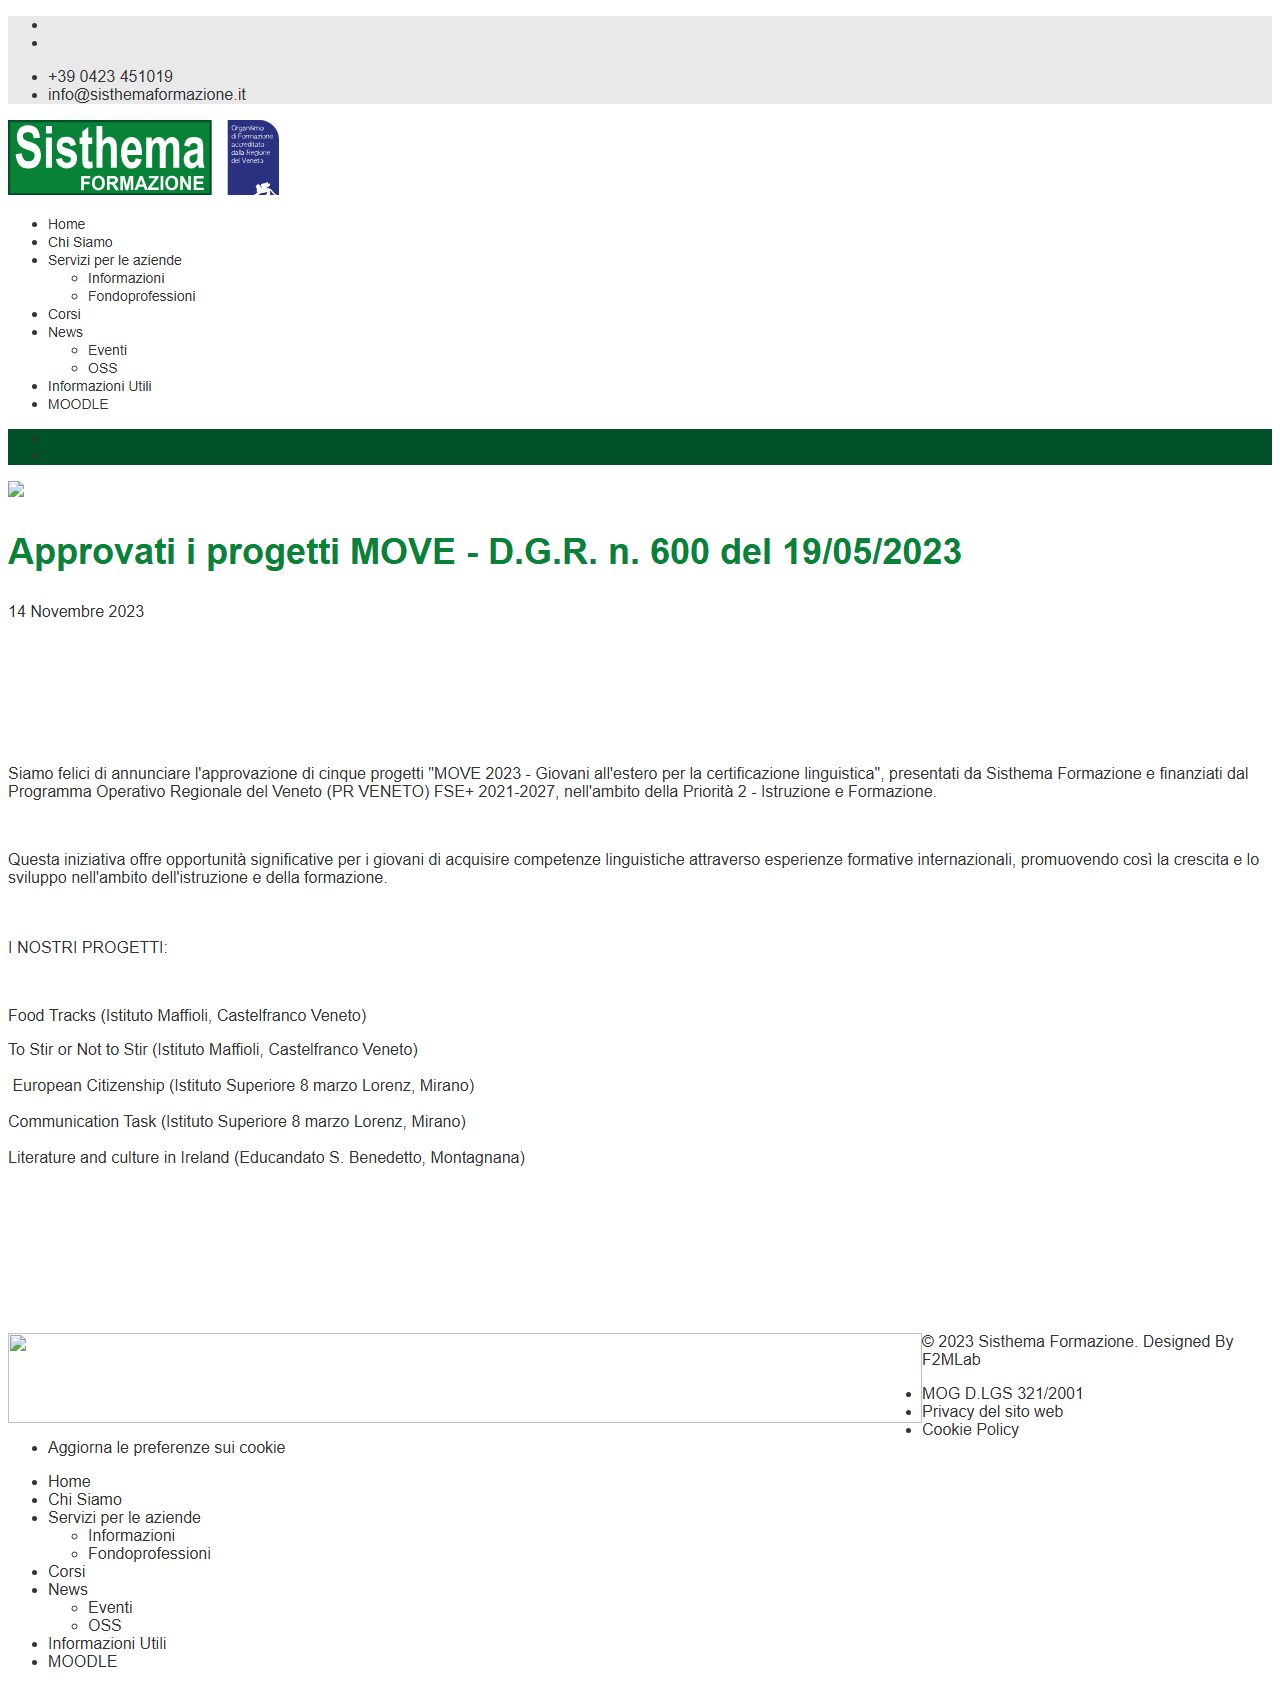 +39 0423 451019
info@sisthemaformazione.it
Sisthema
FORMAZIONE
Organismo
di Formazione
accreditato
dalla Regione
del Veneto
Home
Chi Siamo
Servizi per le aziende
Informazioni
Fondoprofessioni
Corsi
News
Eventi
OSS
Informazioni Utili
MOODLE
Approvati i progetti MOVE - D.G.R. n. 600 del 19/05/2023
14 Novembre 2023
Siamo felici di annunciare l'approvazione di cinque progetti "MOVE 2023 - Giovani all'estero per la certificazione linguistica", presentati da Sisthema Formazione e finanziati dal
Programma Operativo Regionale del Veneto (PR VENETO) FSE+ 2021-2027, nell'ambito della Priorità 2 - Istruzione e Formazione.
Questa iniziativa offre opportunità significative per i giovani di acquisire competenze linguistiche attraverso esperienze formative internazionali, promuovendo così la crescita e lo
sviluppo nell'ambito dell'istruzione e della formazione.
I NOSTRI PROGETTI:
Food Tracks (Istituto Maffioli, Castelfranco Veneto)
To Stir or Not to Stir (Istituto Maffioli, Castelfranco Veneto)
European Citizenship (Istituto Superiore 8 marzo Lorenz, Mirano)
Communication Task (Istituto Superiore 8 marzo Lorenz, Mirano)
Literature and culture in Ireland (Educandato S. Benedetto, Montagnana)
© 2023 Sisthema Formazione. Designed By
F2MLab
MOG D.LGS 321/2001
Privacy del sito web
Cookie Policy
Aggiorna le preferenze sui cookie
Home
Chi Siamo
Servizi per le aziende
Informazioni
Fondoprofessioni
Corsi
News
Eventi
OSS
Informazioni Utili
MOODLE